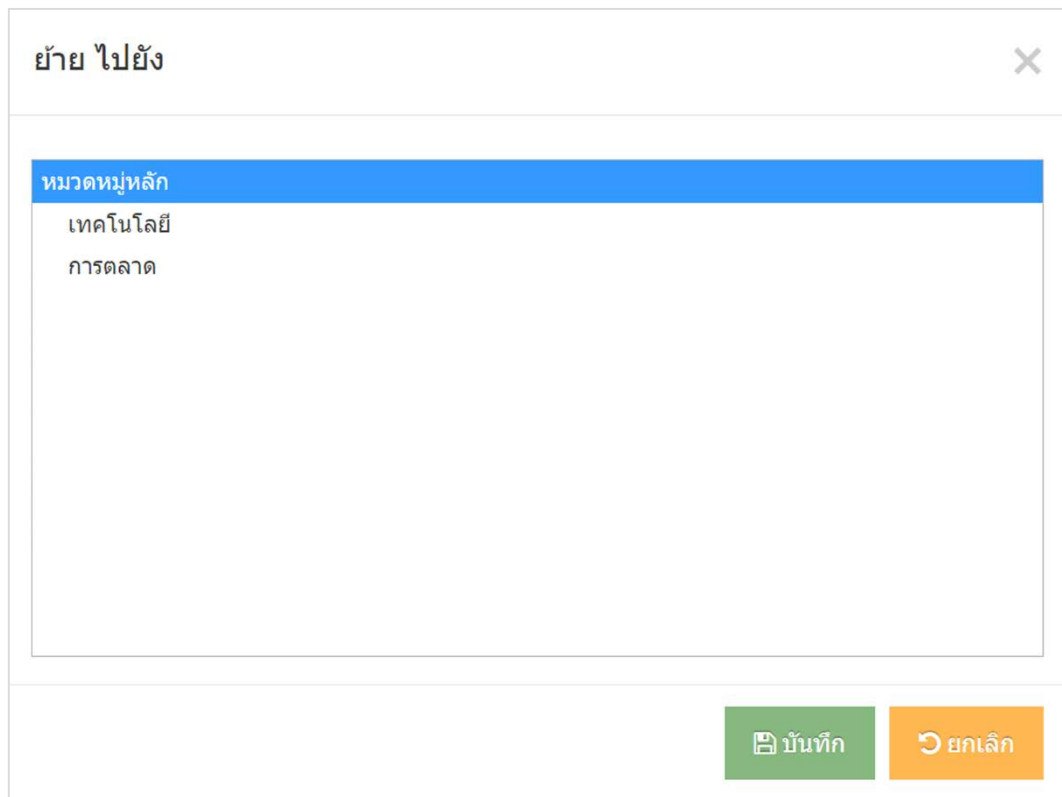 ย้าย ไปยัง
หมวดหมู่หลัก
เทคโนโลยี
การตลาด
บันทึก
ยกเลิก